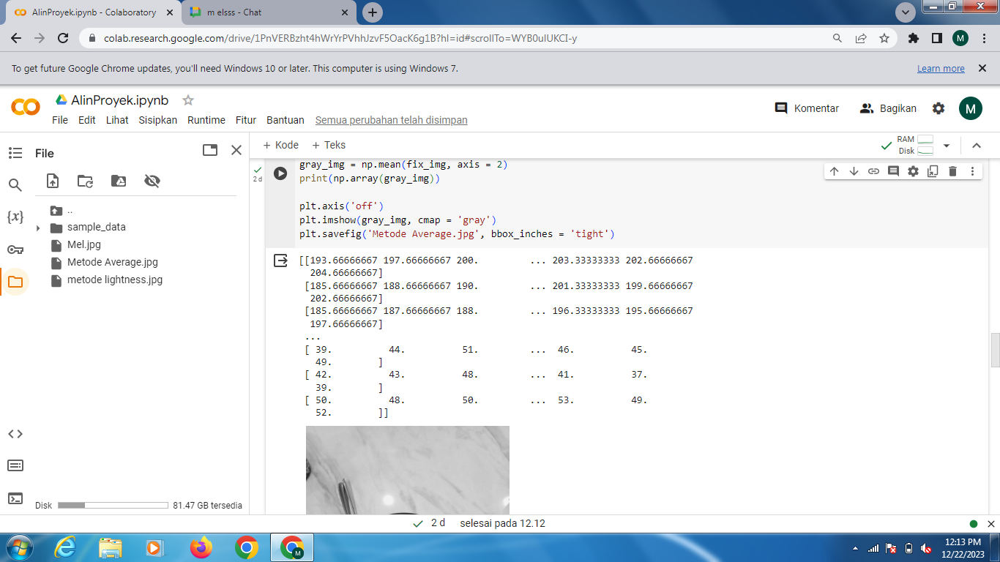 AlinProyek.ipynb - Colaboratory
m elsss - Chat
colab.research.google.com/drive/1PnVERBzht4hWrYrPVhhJzvF5OacK6g1B?hl=id#scrollTo=WYB0ulUKCI-y
M
To get future Google Chrome updates, you'll need Windows 10 or later. This computer is using Windows 7.
Learn more
AlinProyek.ipynb
File Edit Lihat Sisipkan Runtime Fitur Bantuan Semua perubahan telah disimpan
Komentar
Bagikan
M
File
+ Kode + Teks
RAM
Disk
..
sample_data
Mel.jpg
Metode Average.jpg
metode lightness.jpg
{x}
Disk
81.47 GB tersedia
2 d
gray_img = np.mean(fix_img, axis = 2)
print(np.array(gray_img))
plt.axis('off')
plt.imshow(gray_img, cmap = 'gray')
plt.savefig('Metode Average.jpg', bbox_inches = 'tight')
[[193.66666667 197.66666667 200. ... 203.33333333 202.66666667
204.66666667]
[185.66666667 188.66666667 190. ... 201.33333333 199.66666667
202.66666667]
[185.66666667 187.66666667 188. ... 196.33333333 195.66666667
197.66666667]
...
[ 39. 44. 51. ... 46. 45.
49. ]
[ 42. 43. 48. ... 41. 37.
39. ]
[ 50. 48. 50. ... 53. 49.
52. ]]
2 d selesai pada 12.12
12:13 PM
12/22/2023